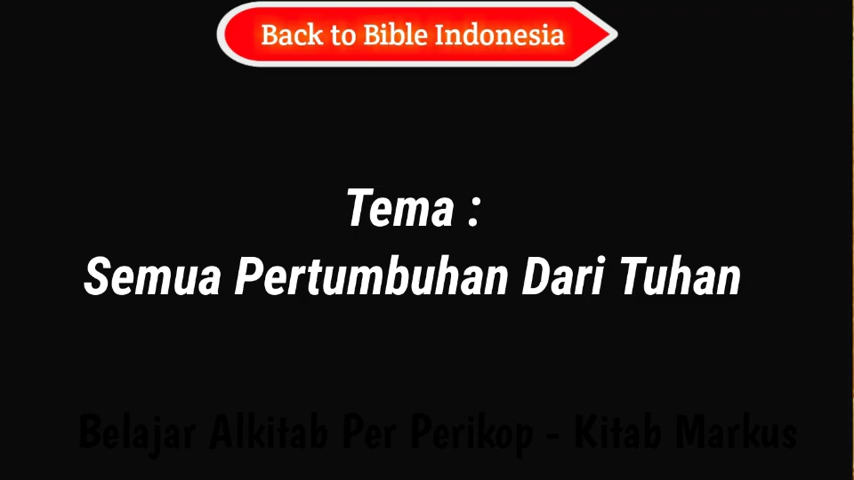 Back to Bible Indonesia
Tema :
Semua Pertumbuhan Dari Tuhan
Belajar Alkitab Per Perikop - Kitab Markus